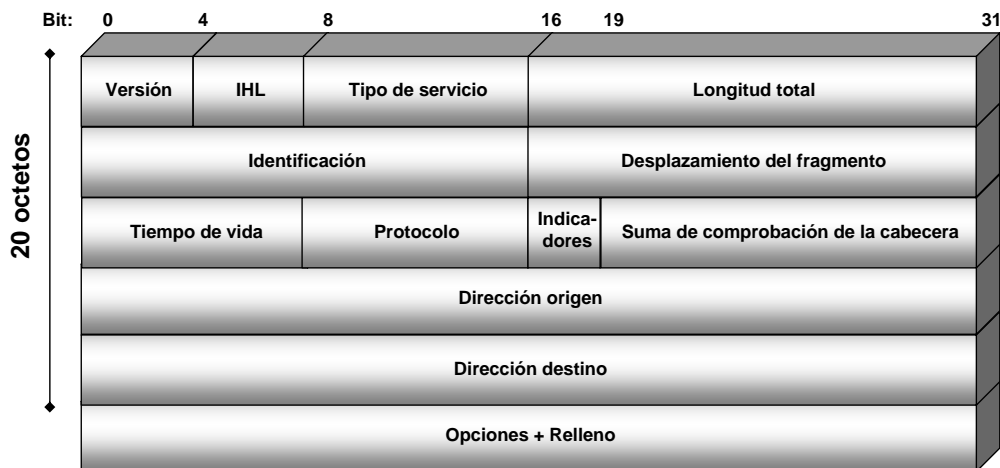 Bit: 0 4 8 16 19 31
Versión IHL Tipo de servicio Longitud total
Identificación Desplazamiento del fragmento
Tiempo de vida Protocolo Indica-
dores Suma de comprobación de la cabecera
Dirección origen
Dirección destino
Opciones + Relleno
20 octetos